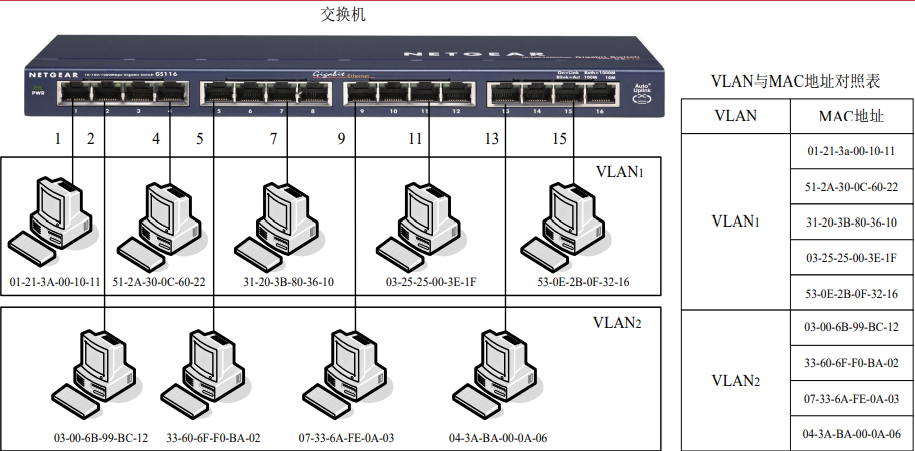 交换机
NETGEAR
NETGEAR
GS116
Gigabit Ethernet
PWR
Auto Uplink
1 2 3 4 5 6 7 8 9 10 11 12 13 14 15 16
1 2 4 5 7 9 11 13 15
VLAN1
01-21-3A-00-10-11 51-2A-30-0C-60-22 31-20-3B-80-36-10 03-25-25-00-3E-1F 53-0E-2B-0F-32-16
VLAN2
03-00-6B-99-BC-12 33-60-6F-F0-BA-02 07-33-6A-FE-0A-03 04-3A-BA-00-0A-06
VLAN与MAC地址对照表
VLAN MAC地址
VLAN1
01-21-3a-00-10-11
51-2A-30-0C-60-22
31-20-3B-80-36-10
03-25-25-00-3E-1F
53-0E-2B-0F-32-16
VLAN2
03-00-6B-99-BC-12
33-60-6F-F0-BA-02
07-33-6A-FE-0A-03
04-3A-BA-00-0A-06